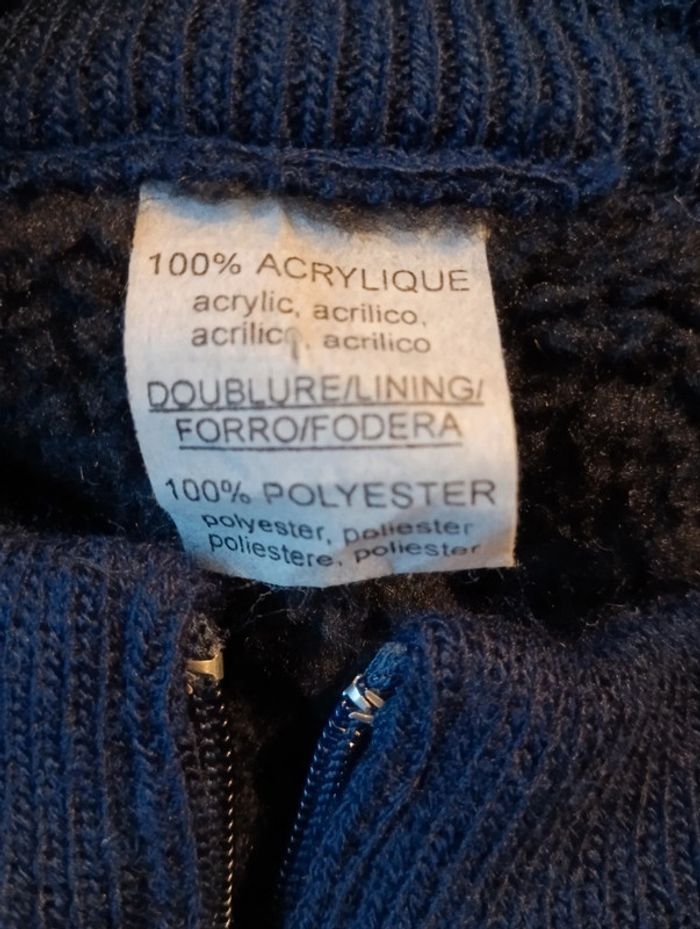 100% ACRYLIQUE
acrylic, acrilico,
acrilico, acrilico
DOUBLURE/LINING/
FORRO/FODERA
100% POLYESTER
polyester, poliester
poliestere, poliester